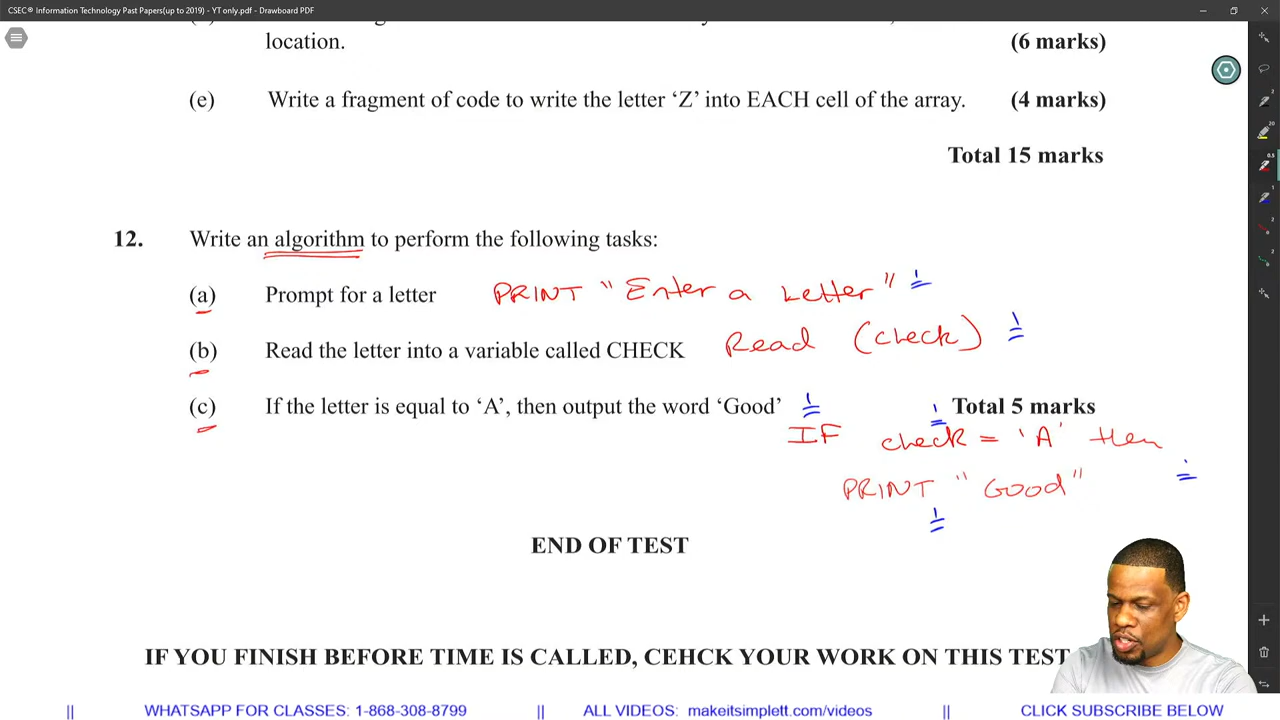 CSEC® Information Technology Past Papers(up to 2019) - YT only.pdf - Drawboard PDF
location. (6 marks)
(e) Write a fragment of code to write the letter ‘Z’ into EACH cell of the array. (4 marks)
Total 15 marks
12. Write an algorithm to perform the following tasks:
(a) Prompt for a letter PRINT "Enter a Letter" 1
(b) Read the letter into a variable called CHECK Read (check) 1
(c) If the letter is equal to ‘A’, then output the word ‘Good’ 1 Total 5 marks
1
IF check = 'A' then
PRINT "Good"
1
END OF TEST
IF YOU FINISH BEFORE TIME IS CALLED, CEHCK YOUR WORK ON THIS TEST
|| WHATSAPP FOR CLASSES: 1-868-308-8799 || ALL VIDEOS: makeitsimplett.com/videos || CLICK SUBSCRIBE BELOW